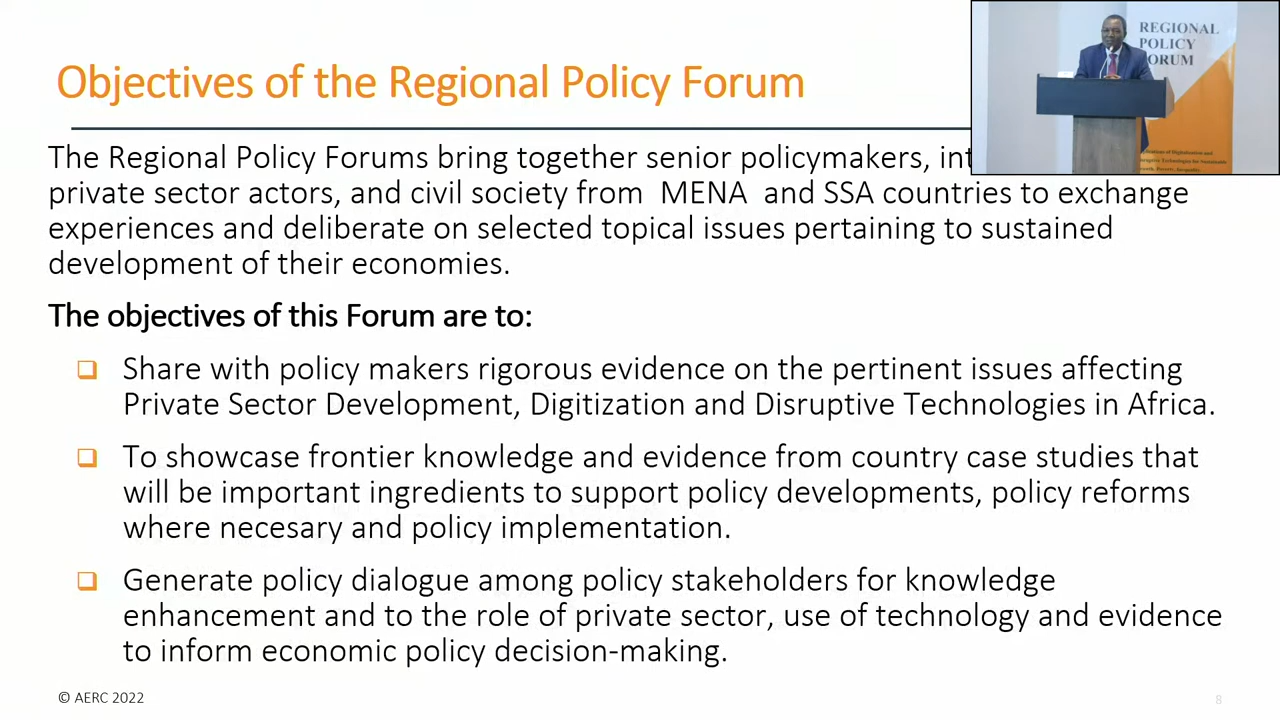 Objectives of the Regional Policy Forum
REGIONAL
POLICY
FORUM
The Regional Policy Forums bring together senior policymakers,
private sector actors, and civil society from MENA and SSA countries to exchange
experiences and deliberate on selected topical issues pertaining to sustained
development of their economies.
The objectives of this Forum are to:
❑ Share with policy makers rigorous evidence on the pertinent issues affecting
Private Sector Development, Digitization and Disruptive Technologies in Africa.
❑ To showcase frontier knowledge and evidence from country case studies that
will be important ingredients to support policy developments, policy reforms
where necesary and policy implementation.
❑ Generate policy dialogue among policy stakeholders for knowledge
enhancement and to the role of private sector, use of technology and evidence
to inform economic policy decision-making.
© AERC 2022
8